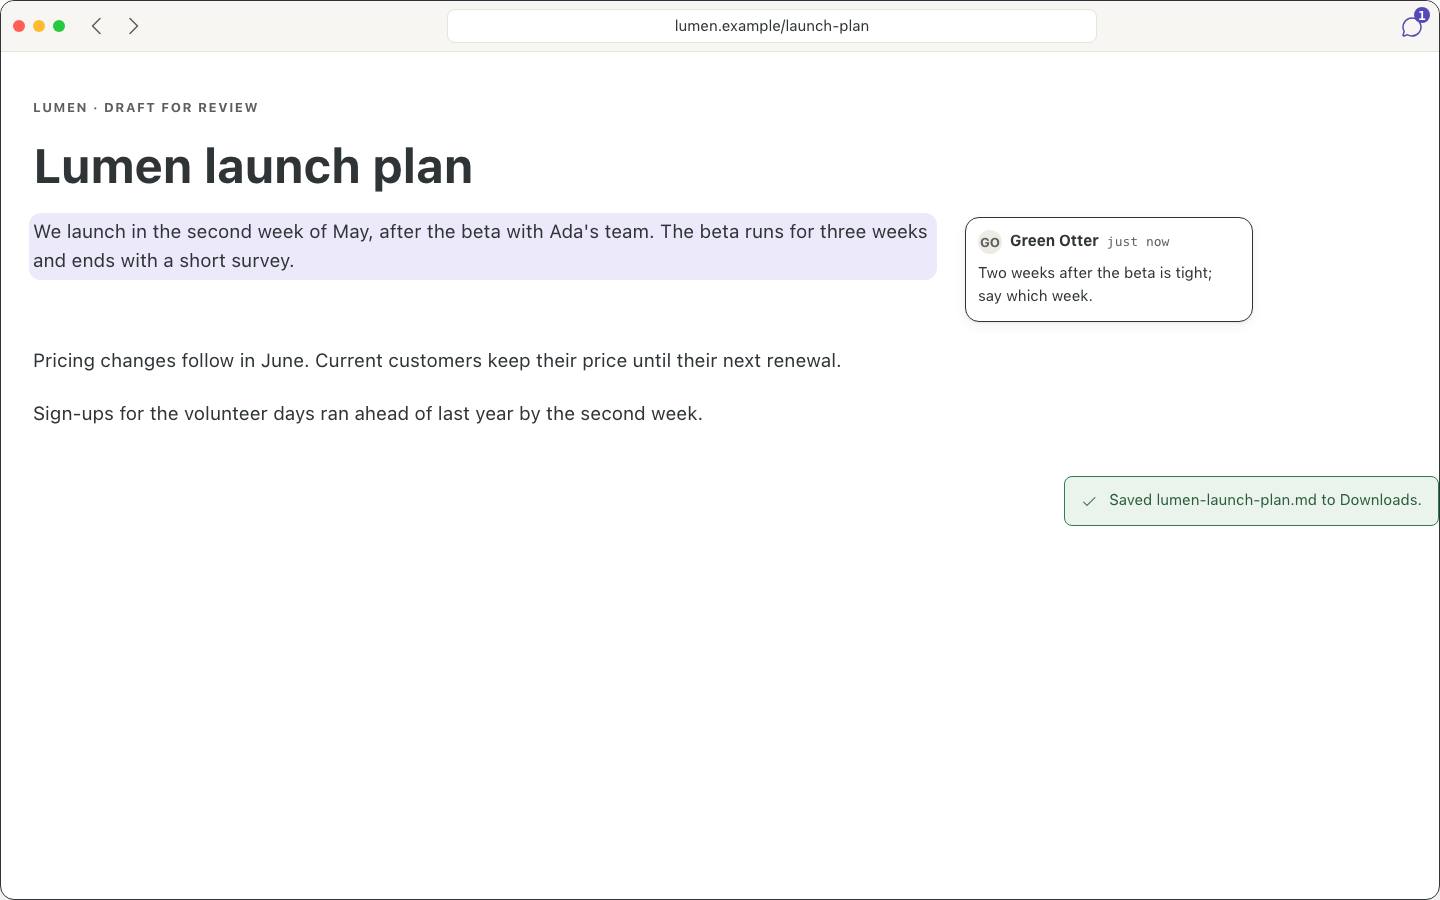 lumen.example/launch-plan
1
LUMEN · DRAFT FOR REVIEW
Lumen launch plan
We launch in the second week of May, after the beta with Ada's team. The beta runs for three weeks
and ends with a short survey.
GO Green Otter just now
Two weeks after the beta is tight;
say which week.
Pricing changes follow in June. Current customers keep their price until their next renewal.
Sign-ups for the volunteer days ran ahead of last year by the second week.
Saved lumen-launch-plan.md to Downloads.